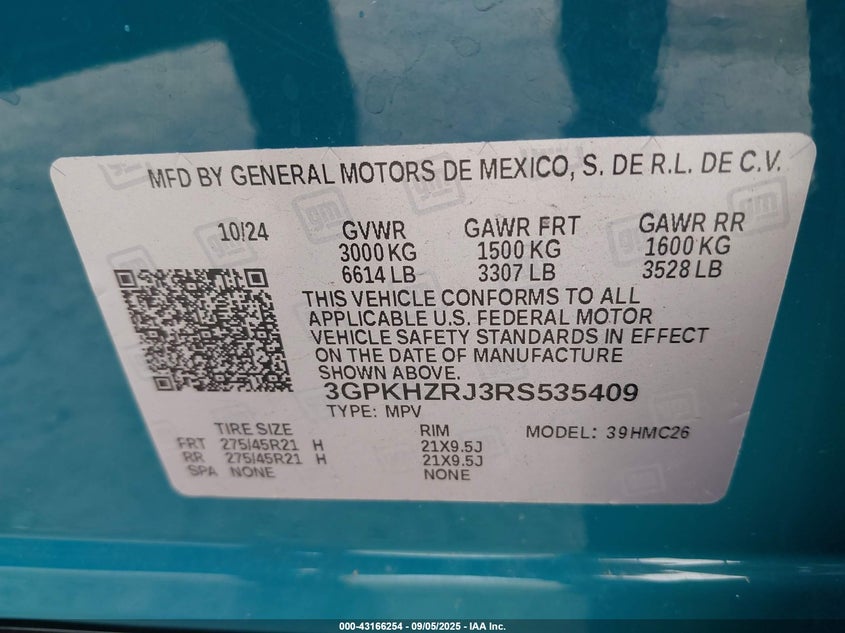 MFD BY GENERAL MOTORS DE MEXICO, S. DE R.L. DE C.V.
10/24 GVWR GAWR FRT GAWR RR
3000 KG 1500 KG 1600 KG
6614 LB 3307 LB 3528 LB
THIS VEHICLE CONFORMS TO ALL
APPLICABLE U.S. FEDERAL MOTOR
VEHICLE SAFETY STANDARDS IN EFFECT
ON THE DATE OF MANUFACTURE
SHOWN ABOVE.
3GPKHZRJ3RS535409
TYPE: MPV
TIRE SIZE RIM MODEL: 39HMC26
FRT 275/45R21 H 21X9.5J
RR 275/45R21 H 21X9.5J
SPA NONE NONE
000-43166254 - 09/05/2025 - IAA Inc.